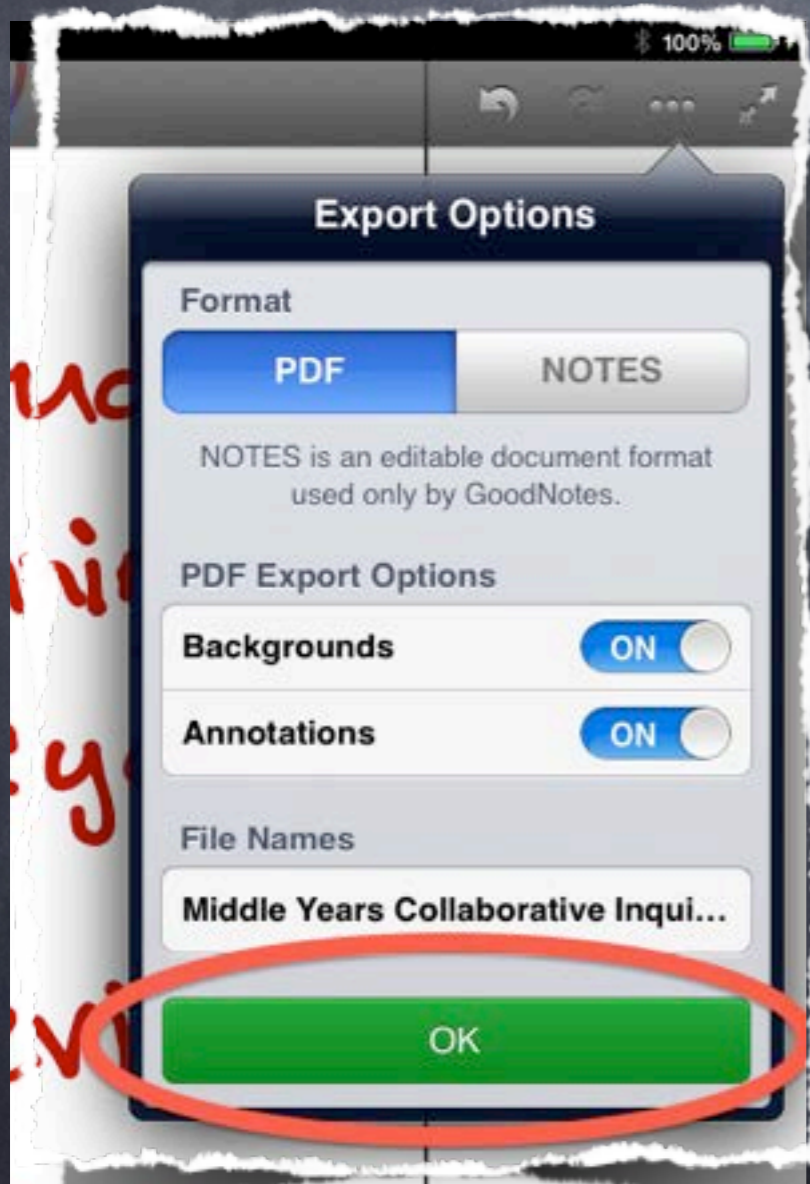 100%
Export Options
Format
PDF NOTES
NOTES is an editable document format
used only by GoodNotes.
PDF Export Options
Backgrounds ON
Annotations ON
File Names
Middle Years Collaborative Inqui...
OK